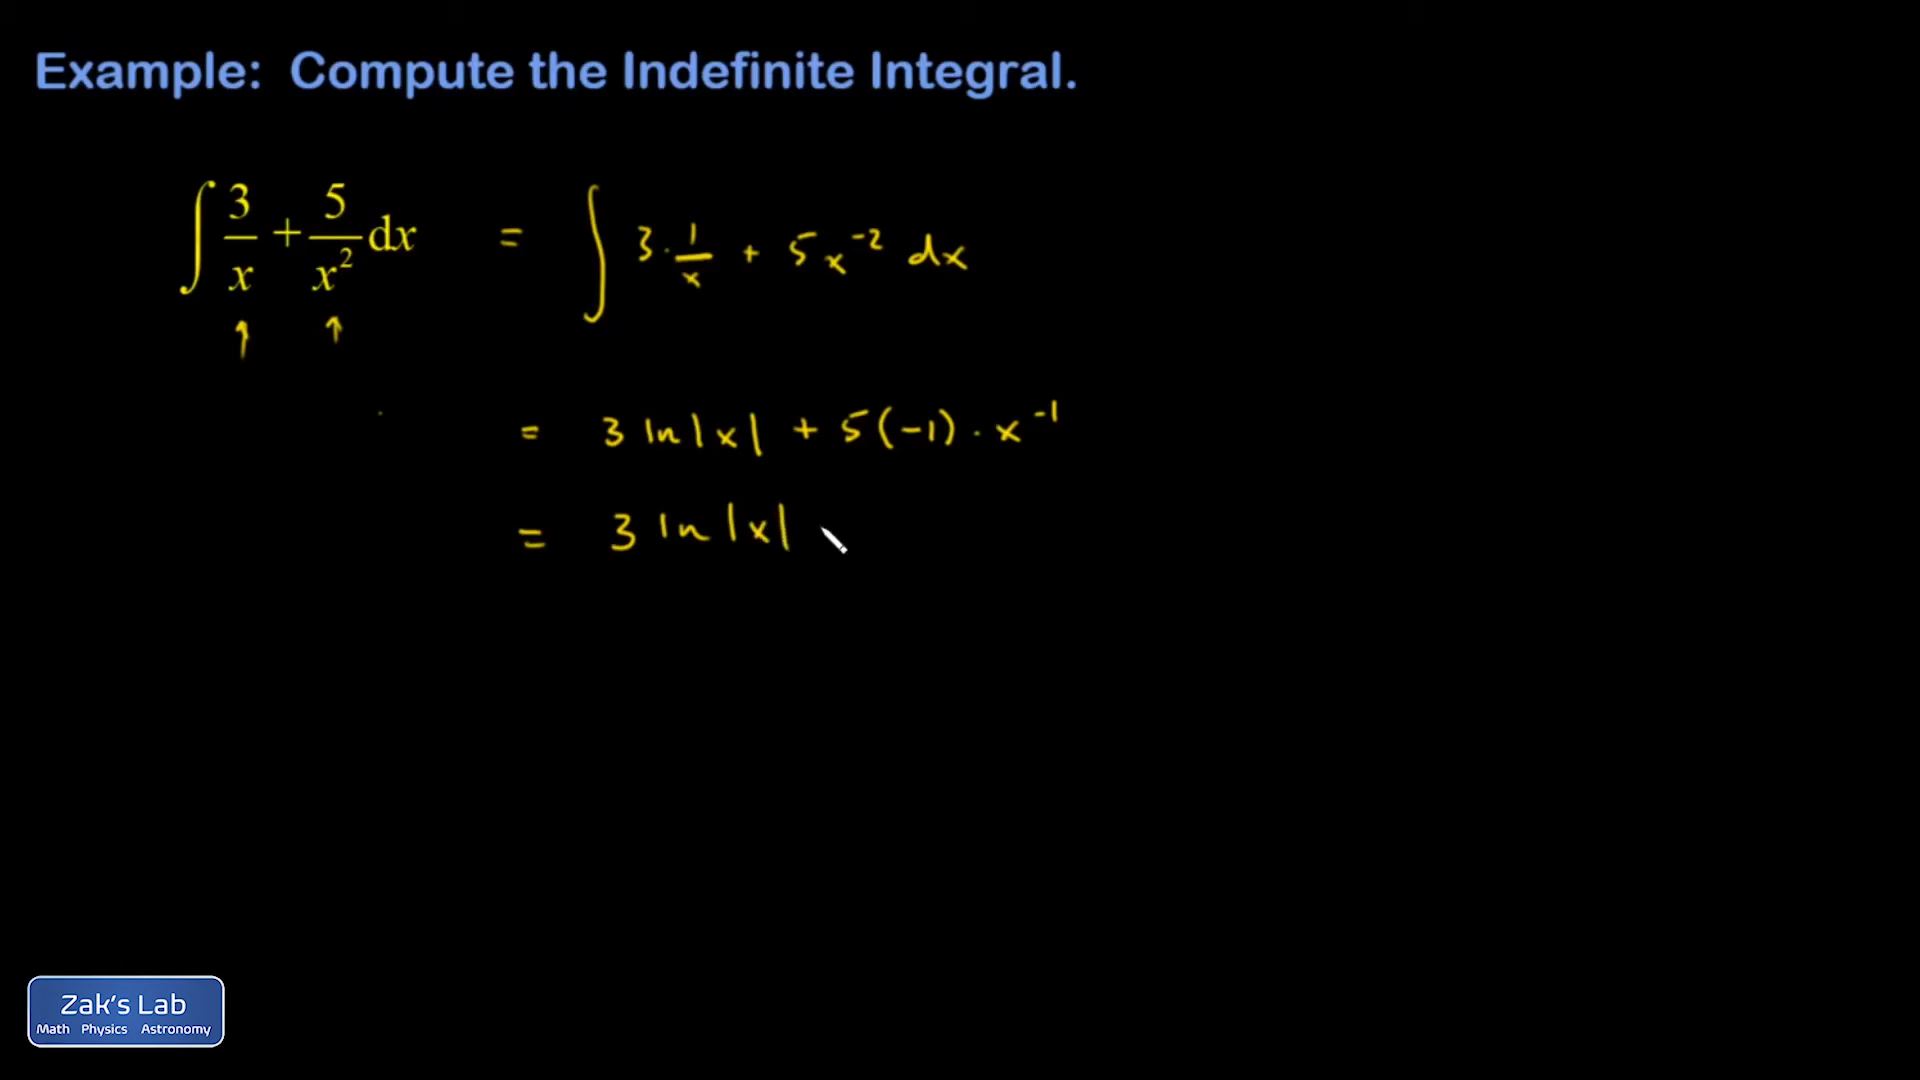 Example: Compute the Indefinite Integral.
∫ 3/x + 5/x² dx = ∫ 3 · 1/x + 5x⁻² dx
= 3 ln|x| + 5(-1) · x⁻¹
= 3 ln|x|
Zak's Lab
Math Physics Astronomy